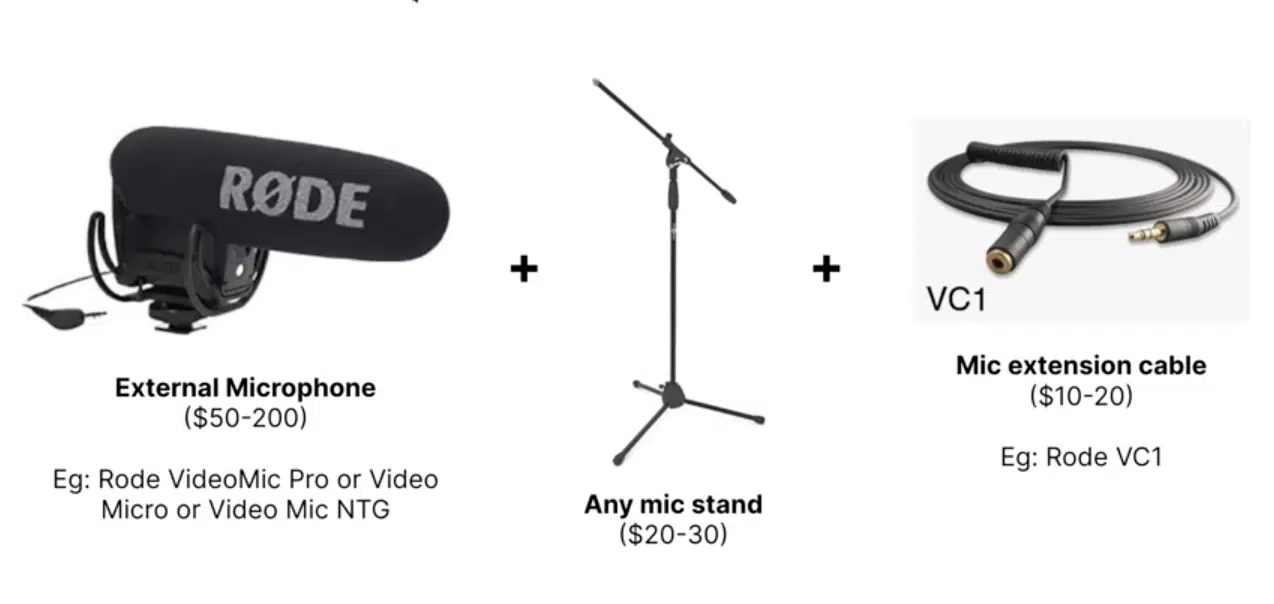 RØDE
+
+
VC1
External Microphone
($50-200)
Eg: Rode VideoMic Pro or Video
Micro or Video Mic NTG
Any mic stand
($20-30)
Mic extension cable
($10-20)
Eg: Rode VC1